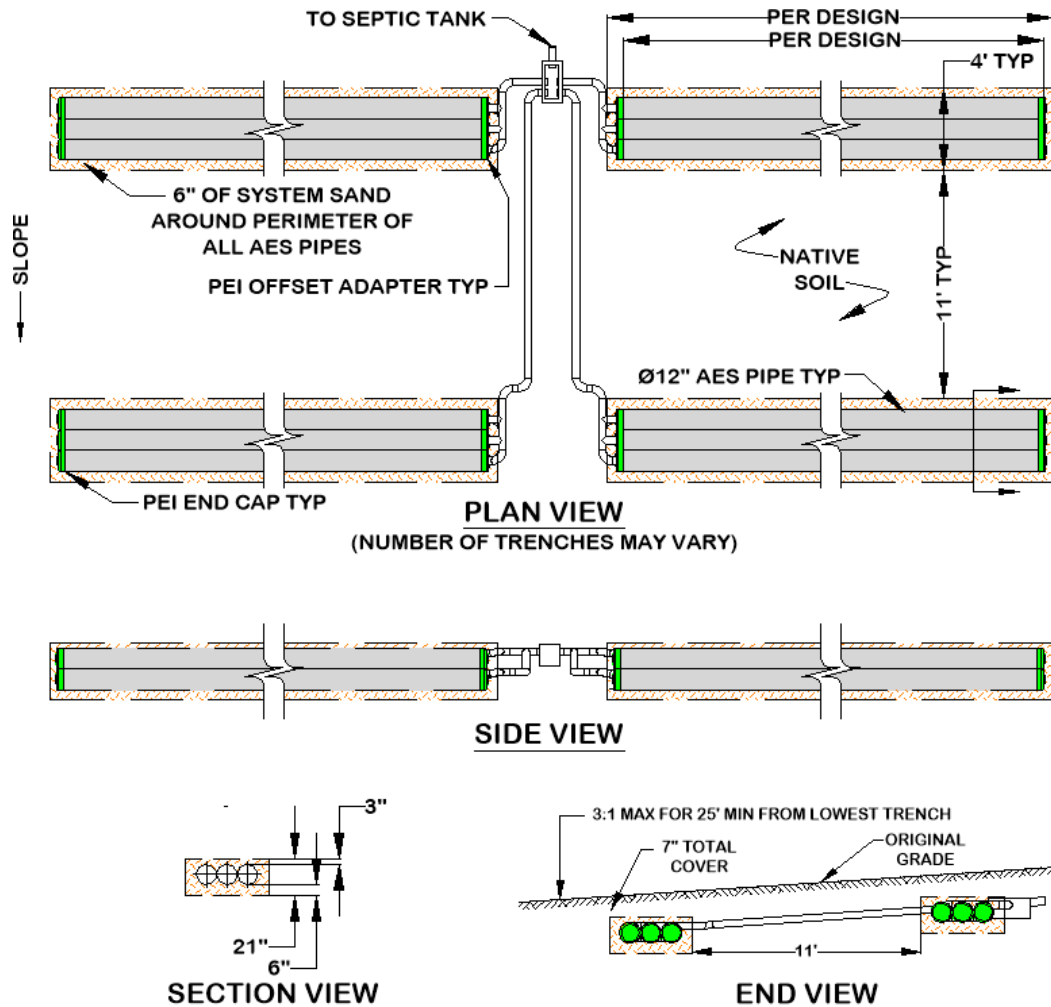 TO SEPTIC TANK
PER DESIGN
PER DESIGN
4' TYP
6" OF SYSTEM SAND
AROUND PERIMETER OF
ALL AES PIPES
SLOPE
PEI OFFSET ADAPTER TYP
NATIVE
SOIL
11' TYP
Ø12" AES PIPE TYP
PEI END CAP TYP
PLAN VIEW
(NUMBER OF TRENCHES MAY VARY)
SIDE VIEW
3"
21"
6"
SECTION VIEW
3:1 MAX FOR 25' MIN FROM LOWEST TRENCH
7" TOTAL
COVER
ORIGINAL
GRADE
11'
END VIEW